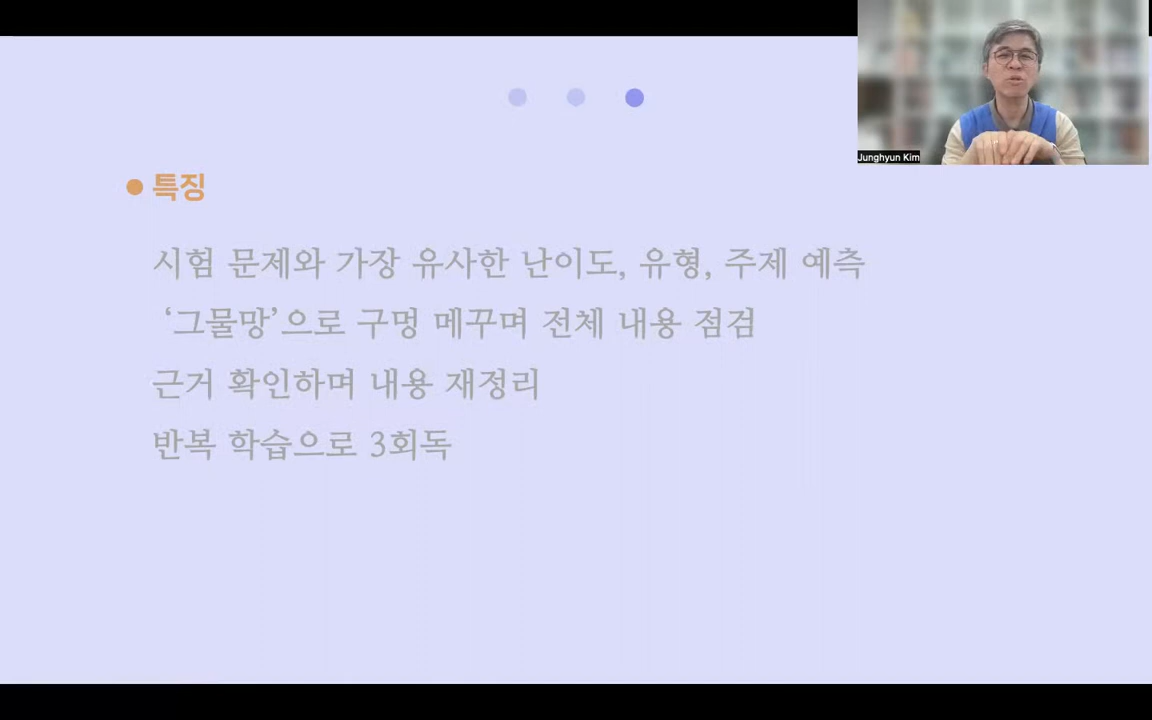 Junghyun Kim
특징
시험 문제와 가장 유사한 난이도, 유형, 주제 예측
‘그물망’으로 구멍 메꾸며 전체 내용 점검
근거 확인하며 내용 재정리
반복 학습으로 3회독